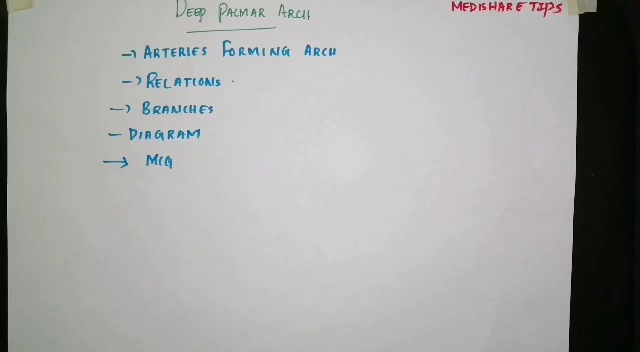 DEEP PALMAR ARCH
MEDISHARE TIPS
→ ARTERIES FORMING ARCH
→ RELATIONS
→ BRANCHES
- DIAGRAM
→ MCQ